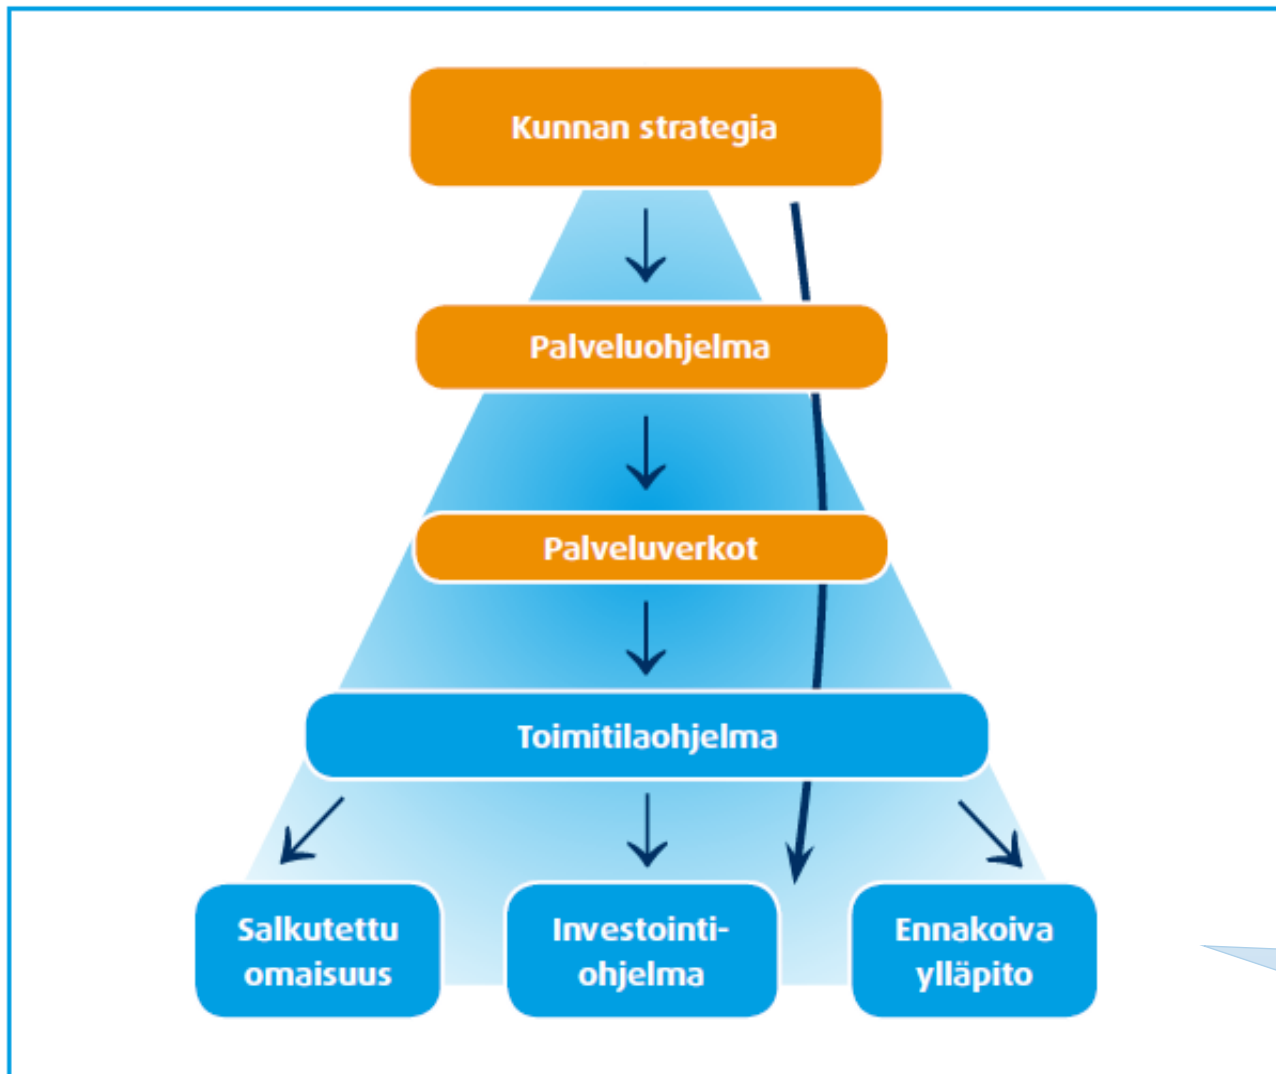 Kunnan strategia
Palveluohjelma
Palveluverkot
Toimitilaohjelma
Salkutettu
omaisuus
Investointi-
ohjelma
Ennakoiva
ylläpito